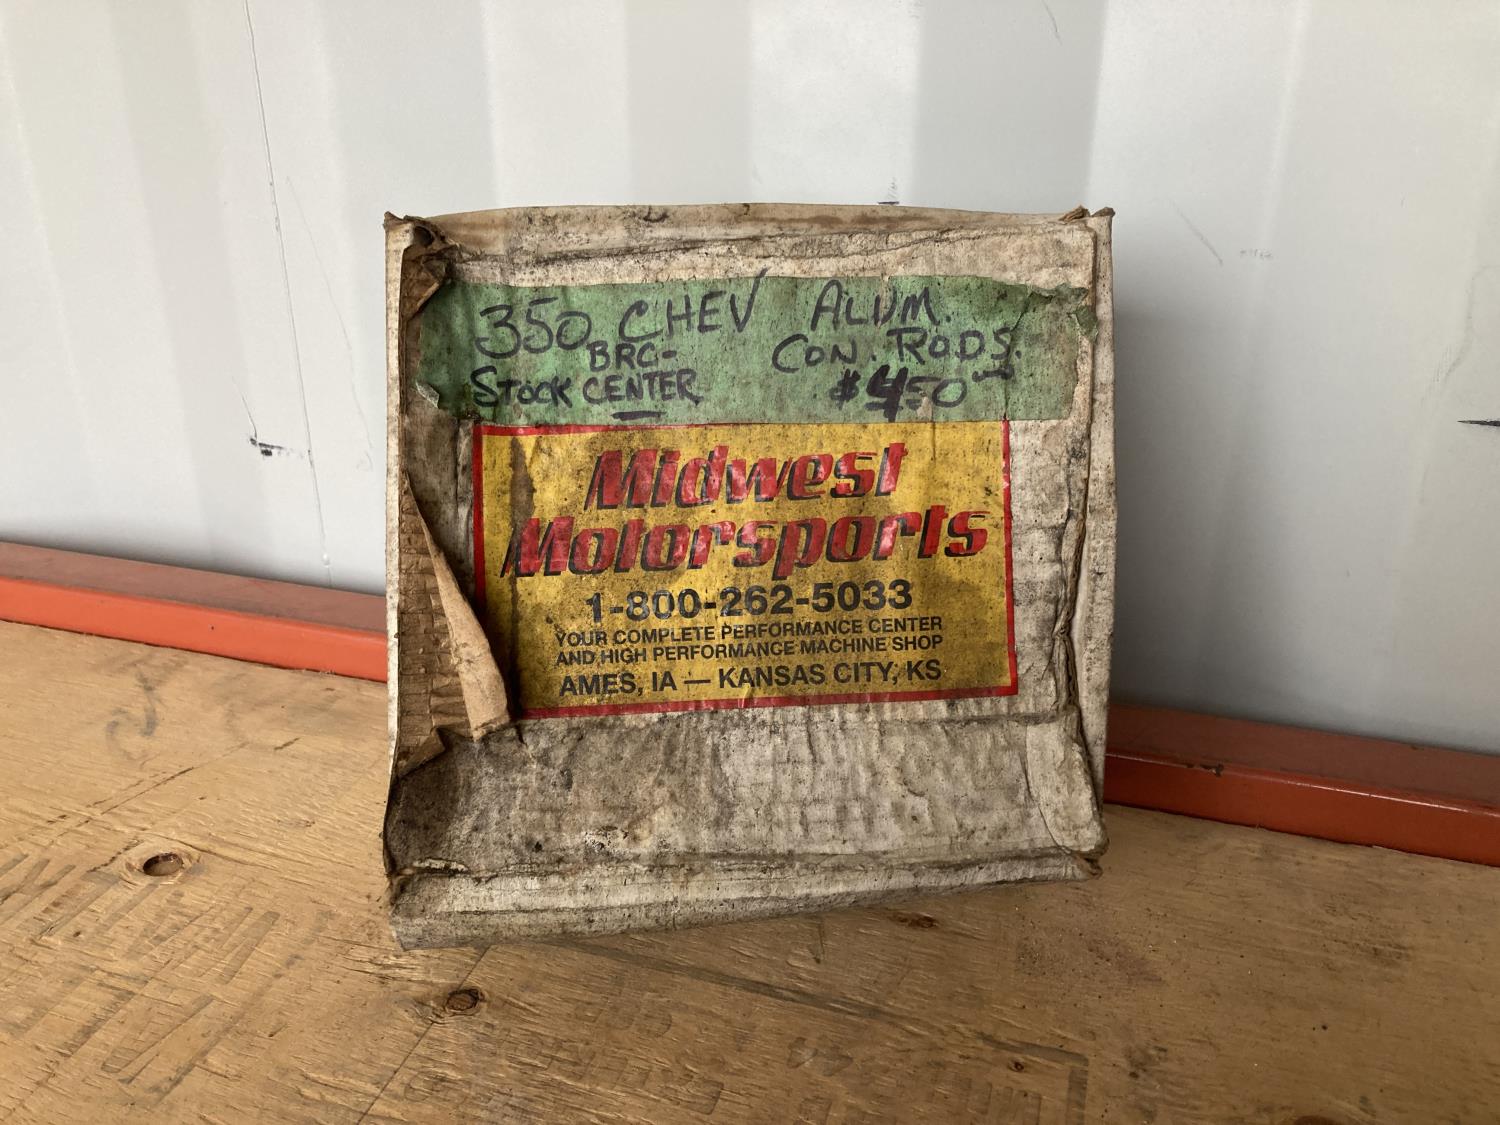 350 CHEV ALUM.
BRC- CON. RODS.
STOCK CENTER $450
Midwest
Motorsports
1-800-262-5033
YOUR COMPLETE PERFORMANCE CENTER
AND HIGH PERFORMANCE MACHINE SHOP
AMES, IA — KANSAS CITY, KS